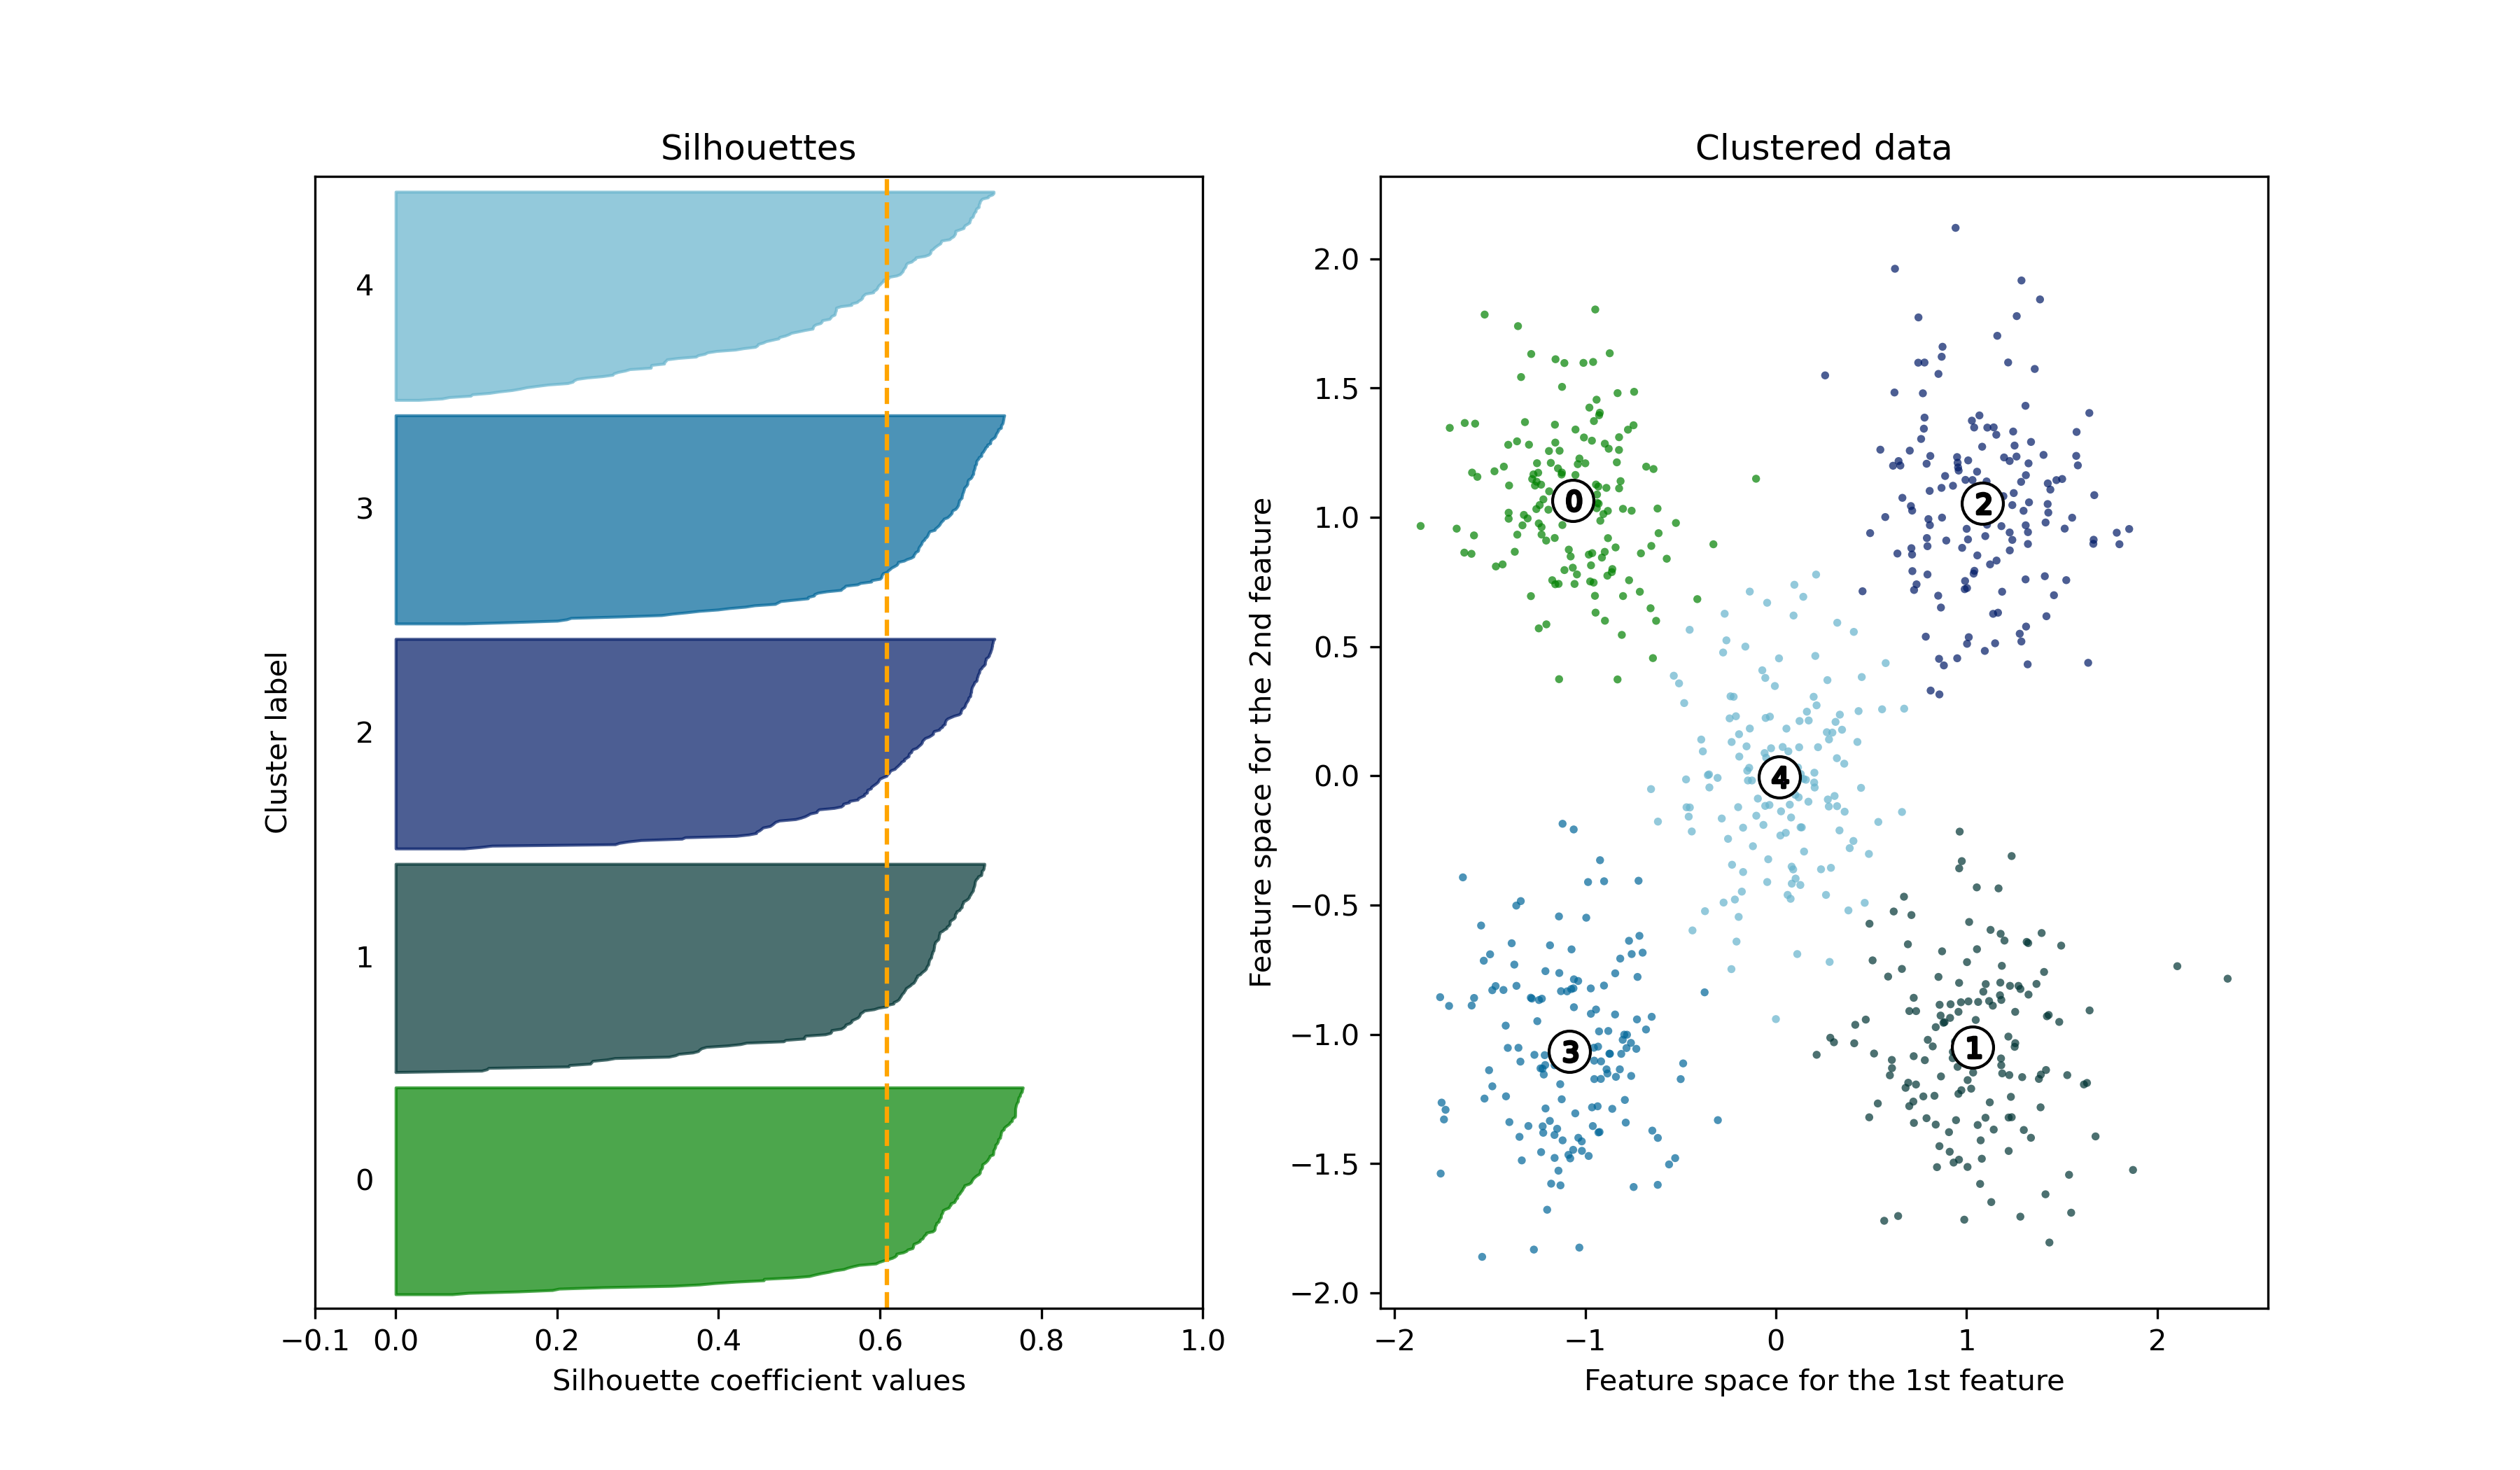 Silhouettes
Cluster label
4
3
2
1
0
−0.1 0.0 0.2 0.4 0.6 0.8 1.0
Silhouette coefficient values
Clustered data
Feature space for the 2nd feature
2.0
1.5
1.0
0.5
0.0
−0.5
−1.0
−1.5
−2.0
0
2
4
3
1
−2 −1 0 1 2
Feature space for the 1st feature